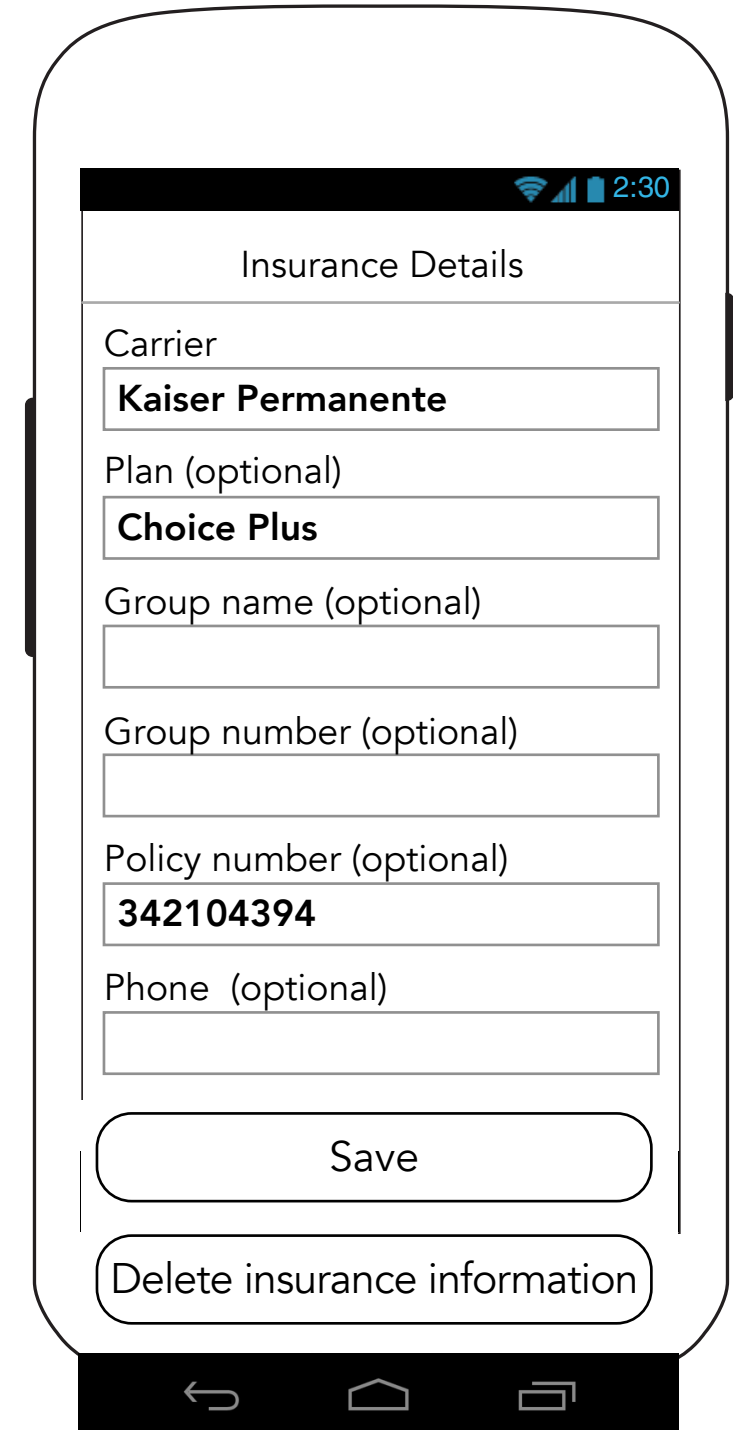 2:30
Insurance Details
Carrier
Kaiser Permanente
Plan (optional)
Choice Plus
Group name (optional)
Group number (optional)
Policy number (optional)
342104394
Phone  (optional)
Save
Delete insurance information